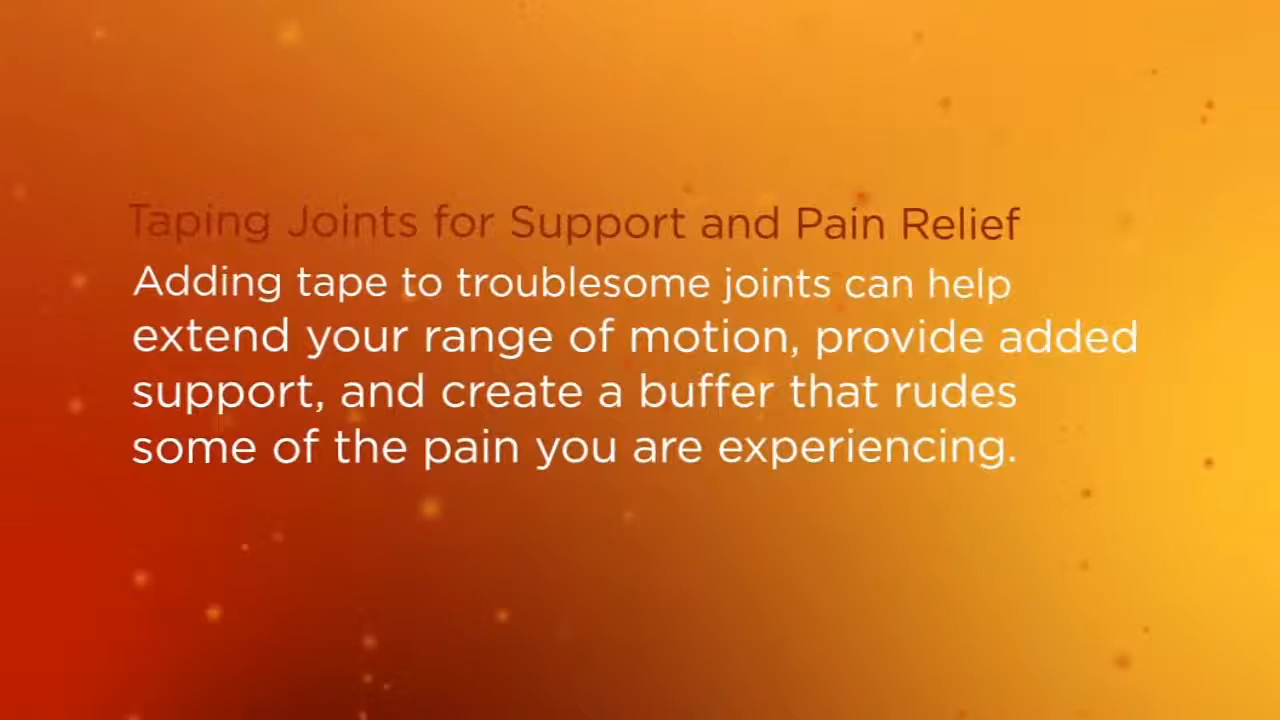 Taping Joints for Support and Pain Relief
Adding tape to troublesome joints can help
extend your range of motion, provide added
support, and create a buffer that rudes
some of the pain you are experiencing.